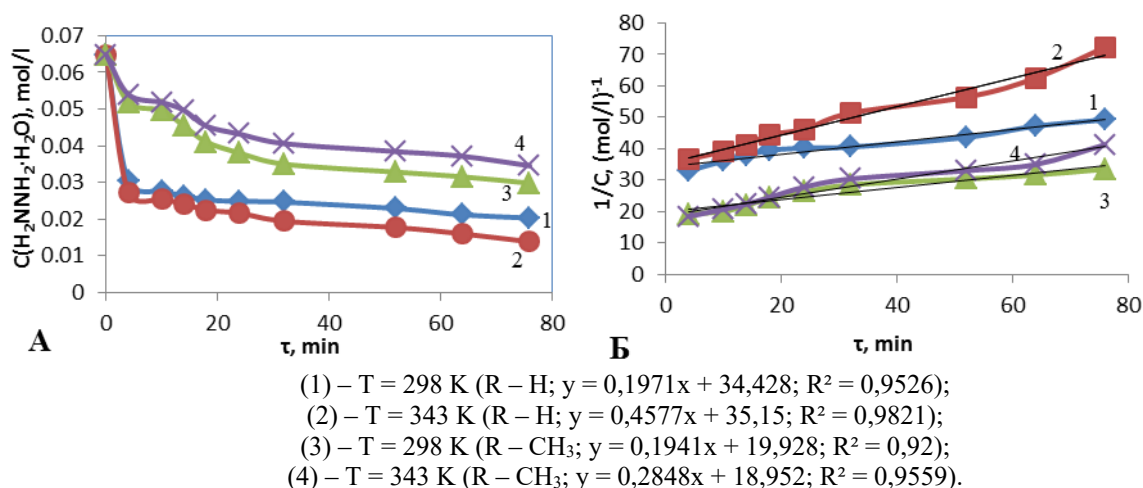 C(H₂NNH₂·H₂O), mol/l
0.07
0.06
0.05
0.04
0.03
0.02
0.01
0
0 20 40 60 80
τ, min
А
4
3
1
2
1/C, (mol/l)⁻¹
80
70
60
50
40
30
20
10
0
0 20 40 60 80
τ, min
Б
2
1
4
3
(1) – T = 298 K (R – H; y = 0,1971x + 34,428; R² = 0,9526);
(2) – T = 343 K (R – H; y = 0,4577x + 35,15; R² = 0,9821);
(3) – T = 298 K (R – CH₃; y = 0,1941x + 19,928; R² = 0,92);
(4) – T = 343 K (R – CH₃; y = 0,2848x + 18,952; R² = 0,9559).